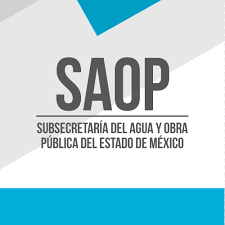 SAOP
SUBSECRETARÍA DEL AGUA Y OBRA
PÚBLICA DEL ESTADO DE MÉXICO